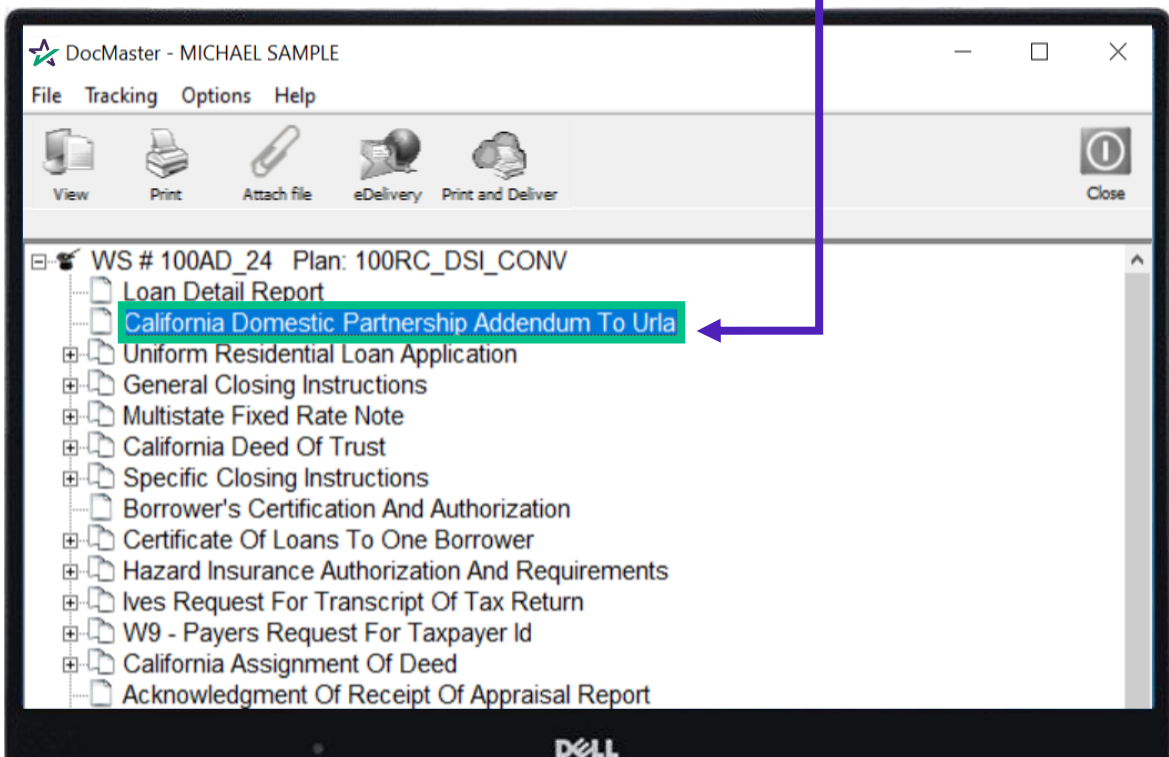 DocMaster - MICHAEL SAMPLE
File Tracking Options Help
View Print Attach file eDelivery Print and Deliver Close
WS # 100AD_24 Plan: 100RC_DSI_CONV
Loan Detail Report
California Domestic Partnership Addendum To Urla
Uniform Residential Loan Application
General Closing Instructions
Multistate Fixed Rate Note
California Deed Of Trust
Specific Closing Instructions
Borrower's Certification And Authorization
Certificate Of Loans To One Borrower
Hazard Insurance Authorization And Requirements
Ives Request For Transcript Of Tax Return
W9 - Payers Request For Taxpayer Id
California Assignment Of Deed
Acknowledgment Of Receipt Of Appraisal Report
DELL